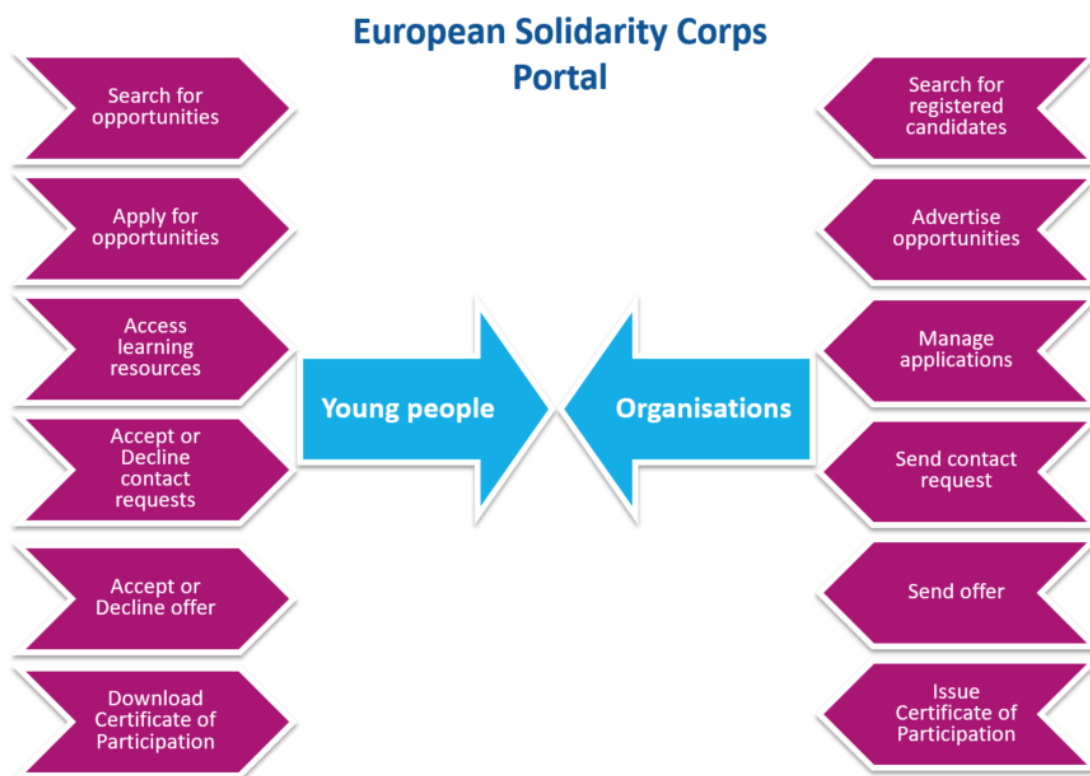 European Solidarity Corps
Portal
Search for
opportunities
Apply for
opportunities
Access
learning
resources
Accept or
Decline
contact
requests
Accept or
Decline offer
Download
Certificate of
Participation
Young people
Organisations
Search for
registered
candidates
Advertise
opportunities
Manage
applications
Send contact
request
Send offer
Issue
Certificate of
Participation